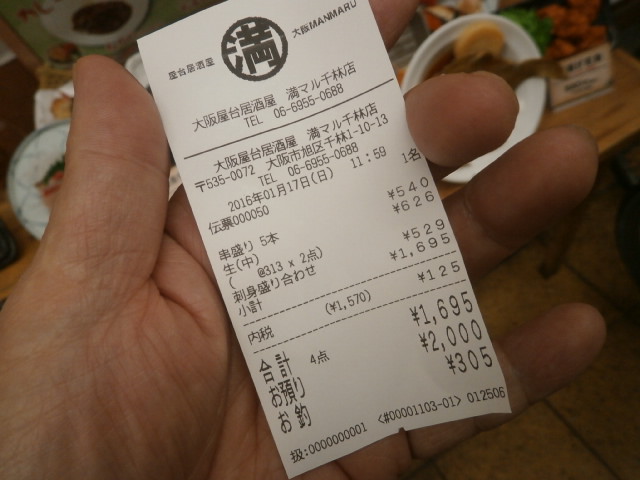 屋台居酒屋 満 大阪MANMARU
大阪屋台居酒屋 満マル千林店
TEL 06-6955-0688
大阪屋台居酒屋 満マル千林店
〒535-0072 大阪市旭区千林1-10-13
TEL 06-6955-0688
2016年01月17日(日) 11:59 1名
伝票000050
串盛り 5本 ¥540
生(中) ¥626
( @313 x 2点)
刺身盛り合わせ ¥529
小計 ¥1,695
内税 (¥1,570) ¥125
合計 4点 ¥1,695
お預り ¥2,000
お釣 ¥305
扱:0000000001 <#00001103-01> 012506